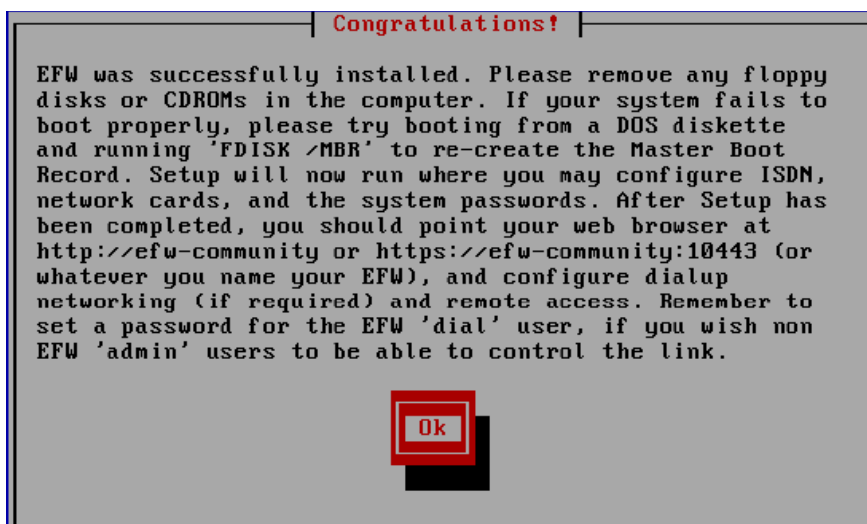 Congratulations!
EFW was successfully installed. Please remove any floppy
disks or CDROMs in the computer. If your system fails to
boot properly, please try booting from a DOS diskette
and running 'FDISK /MBR' to re-create the Master Boot
Record. Setup will now run where you may configure ISDN,
network cards, and the system passwords. After Setup has
been completed, you should point your web browser at
http://efw-community or https://efw-community:10443 (or
whatever you name your EFW), and configure dialup
networking (if required) and remote access. Remember to
set a password for the EFW 'dial' user, if you wish non
EFW 'admin' users to be able to control the link.
Ok